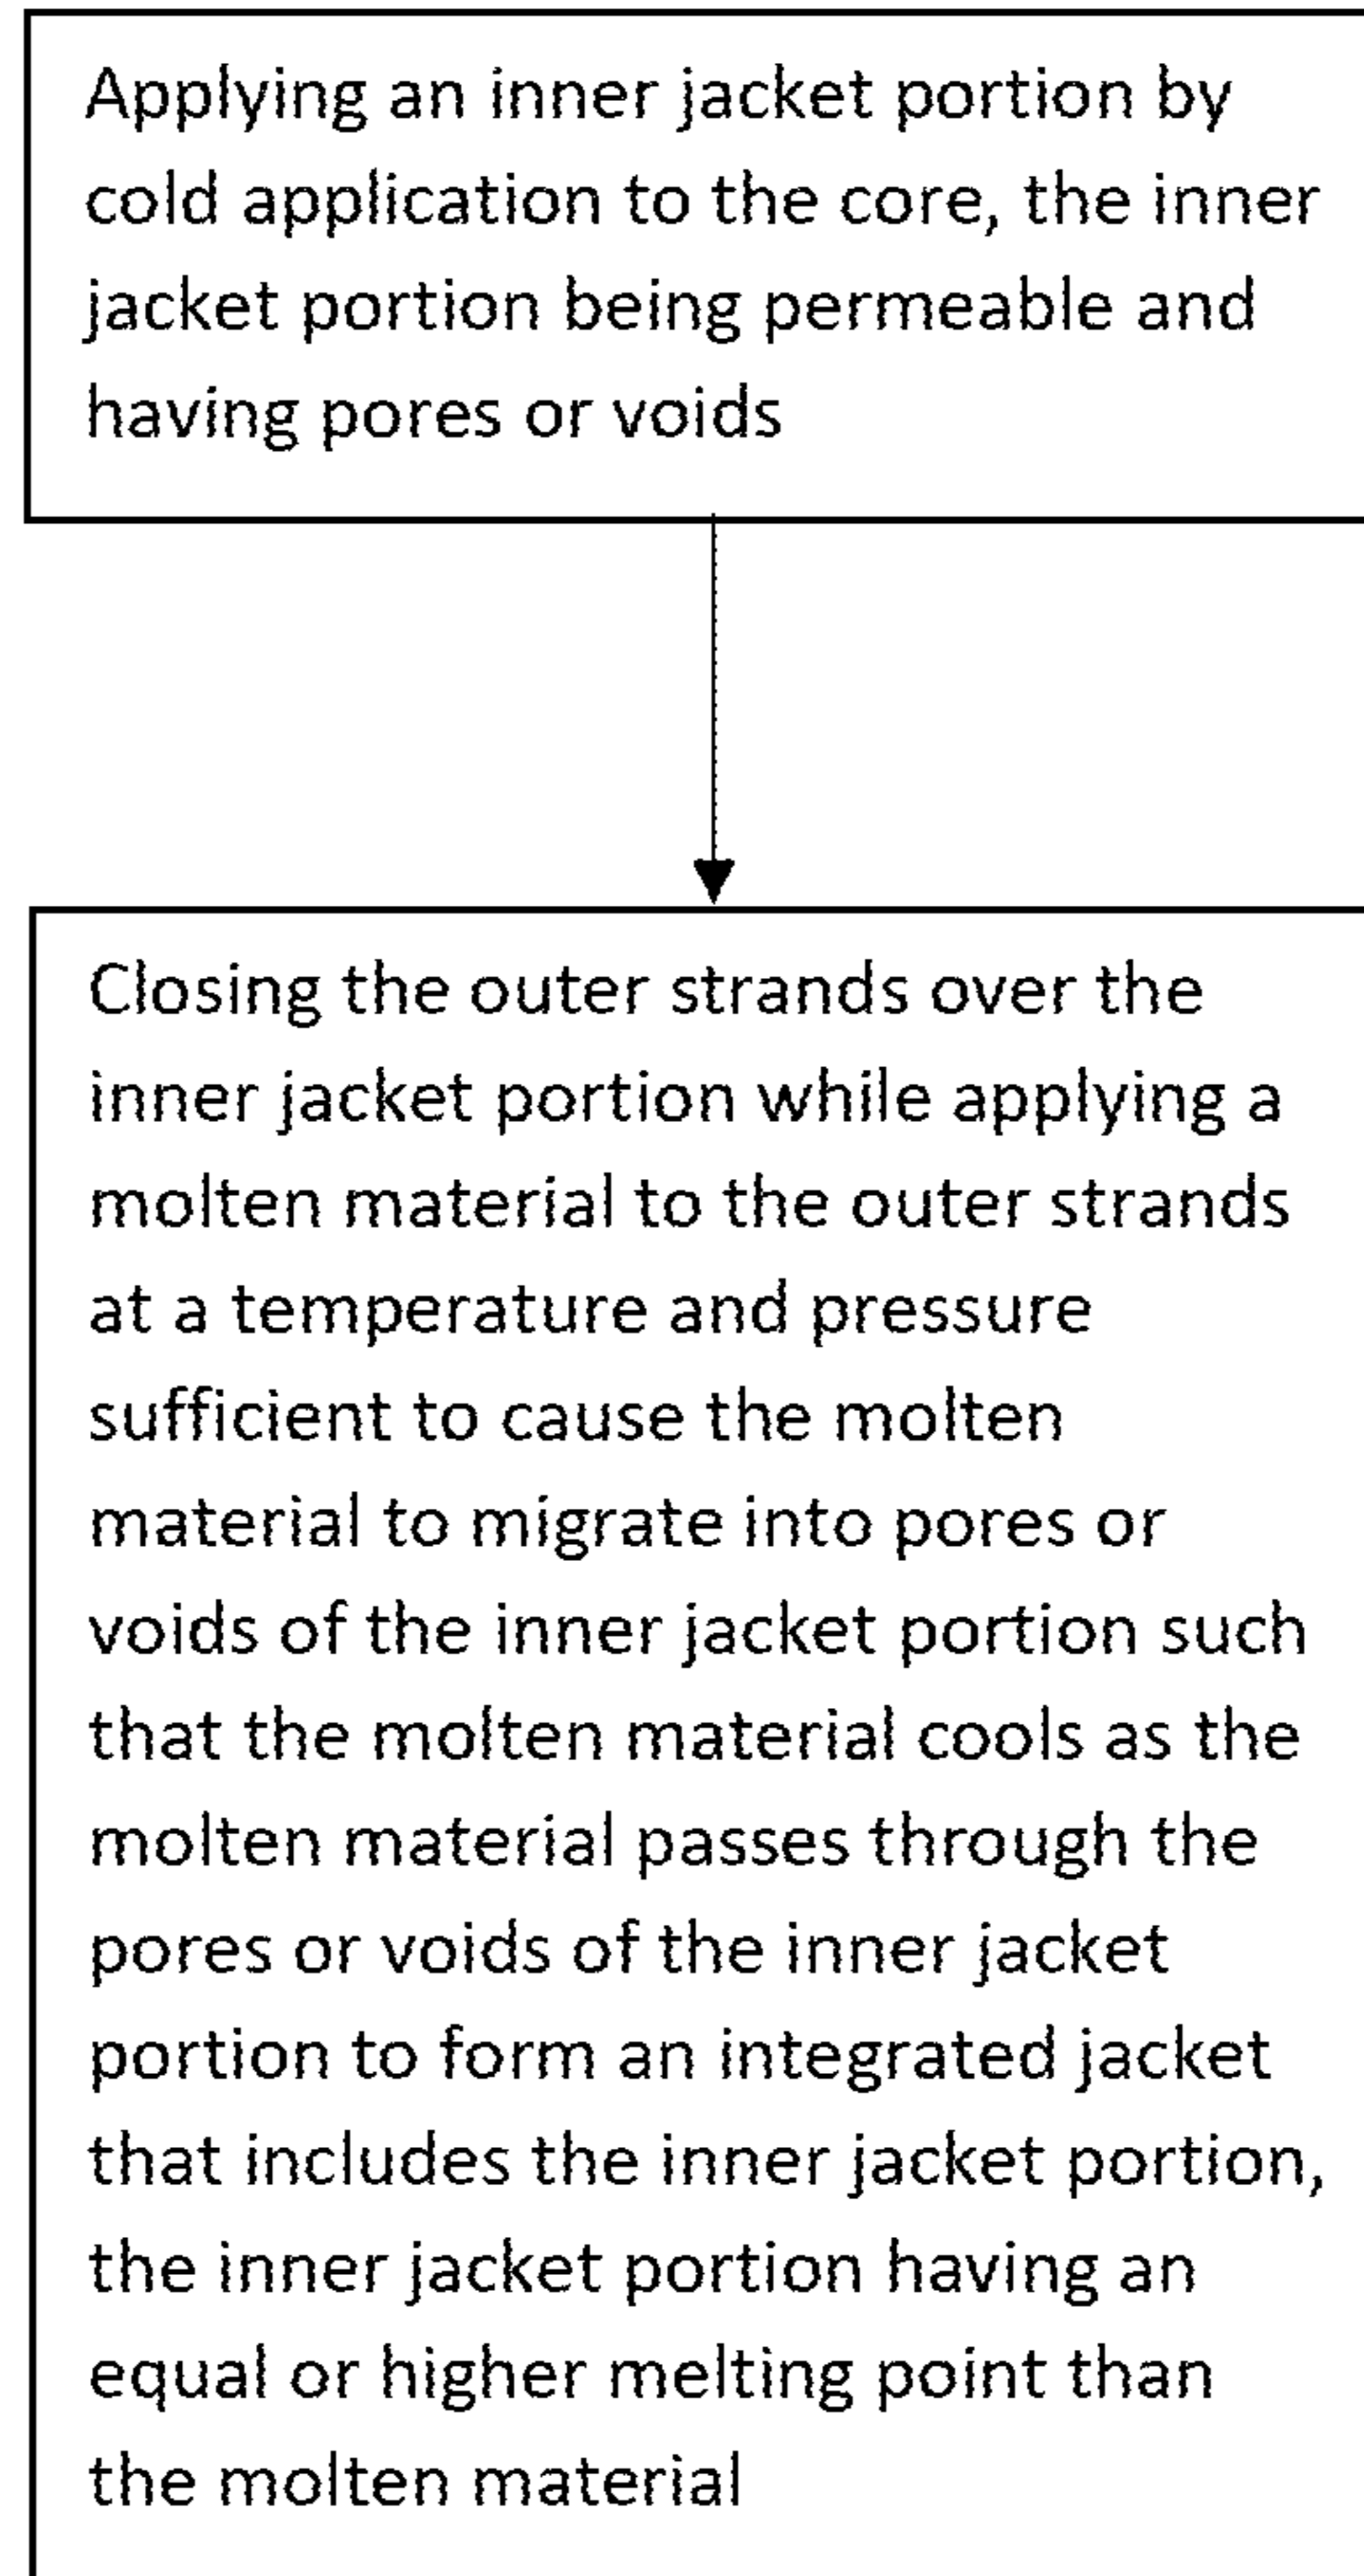 Applying an inner jacket portion by
cold application to the core, the inner
jacket portion being permeable and
having pores or voids
Closing the outer strands over the
inner jacket portion while applying a
molten material to the outer strands
at a temperature and pressure
sufficient to cause the molten
material to migrate into pores or
voids of the inner jacket portion such
that the molten material cools as the
molten material passes through the
pores or voids of the inner jacket
portion to form an integrated jacket
that includes the inner jacket portion,
the inner jacket portion having an
equal or higher melting point than
the molten material